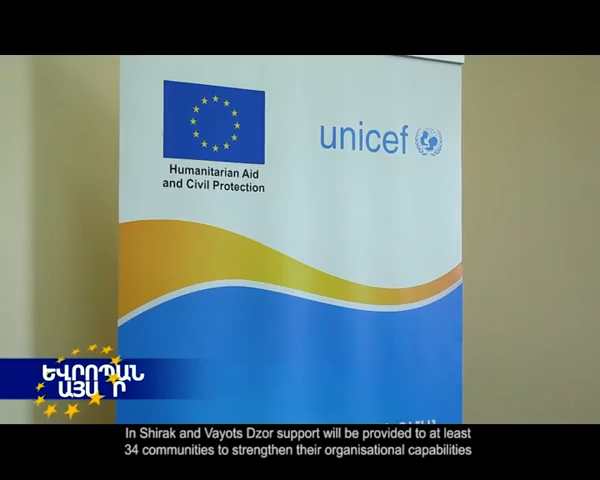 unicef
Humanitarian Aid
and Civil Protection
ԵՎՐՈՊԱՆ
In Shirak and Vayots Dzor support will be provided to at least
34 communities to strengthen their organisational capabilities